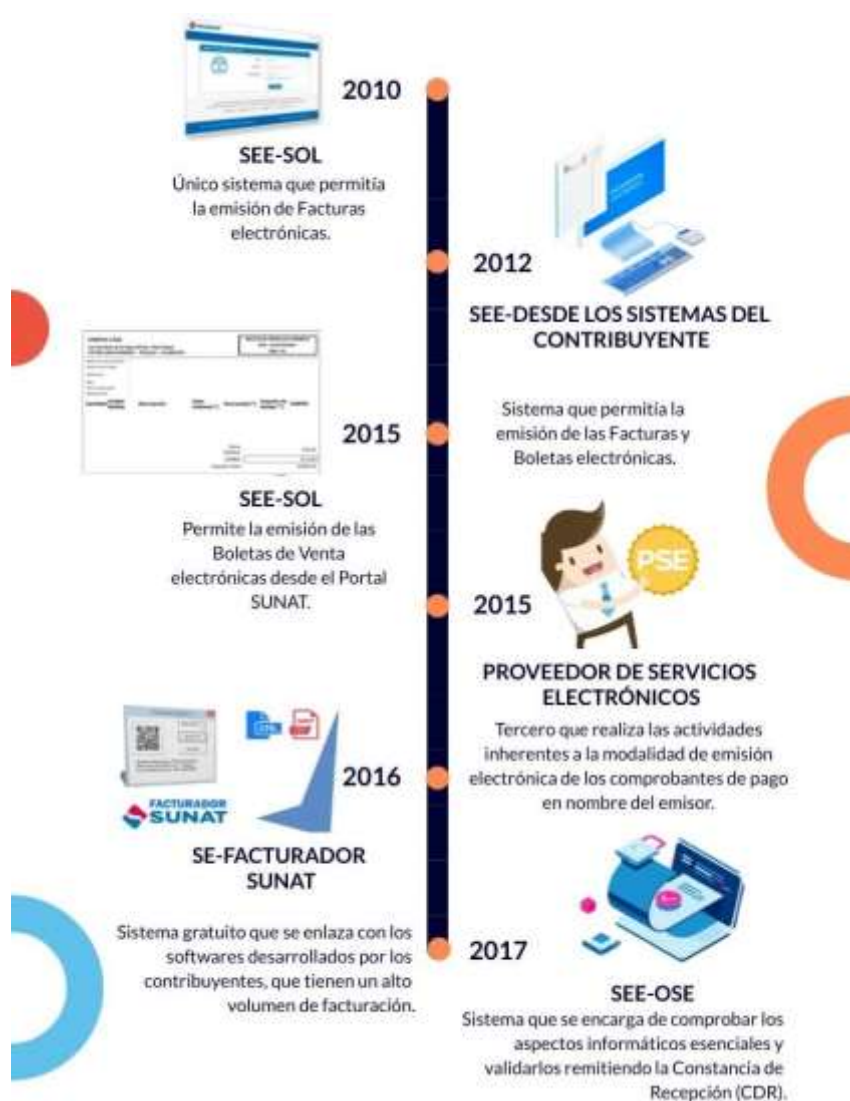 2010
SEE-SOL
Único sistema que permitía
la emisión de Facturas
electrónicas.
2012
SEE-DESDE LOS SISTEMAS DEL
CONTRIBUYENTE
Sistema que permitía la
emisión de las Facturas y
Boletas electrónicas.
2015
SEE-SOL
Permite la emisión de las
Boletas de Venta
electrónicas desde el Portal
SUNAT.
PSE
2015
PROVEEDOR DE SERVICIOS
ELECTRÓNICOS
Tercero que realiza las actividades
inherentes a la modalidad de emisión
electrónica de los comprobantes de pago
en nombre del emisor.
2016
FACTURADOR
SUNAT
SE-FACTURADOR
SUNAT
Sistema gratuito que se enlaza con los
softwares desarrollados por los
contribuyentes, que tienen un alto
volumen de facturación.
2017
SEE-OSE
Sistema que se encarga de comprobar los
aspectos informáticos esenciales y
validarlos remitiendo la Constancia de
Recepción (CDR).